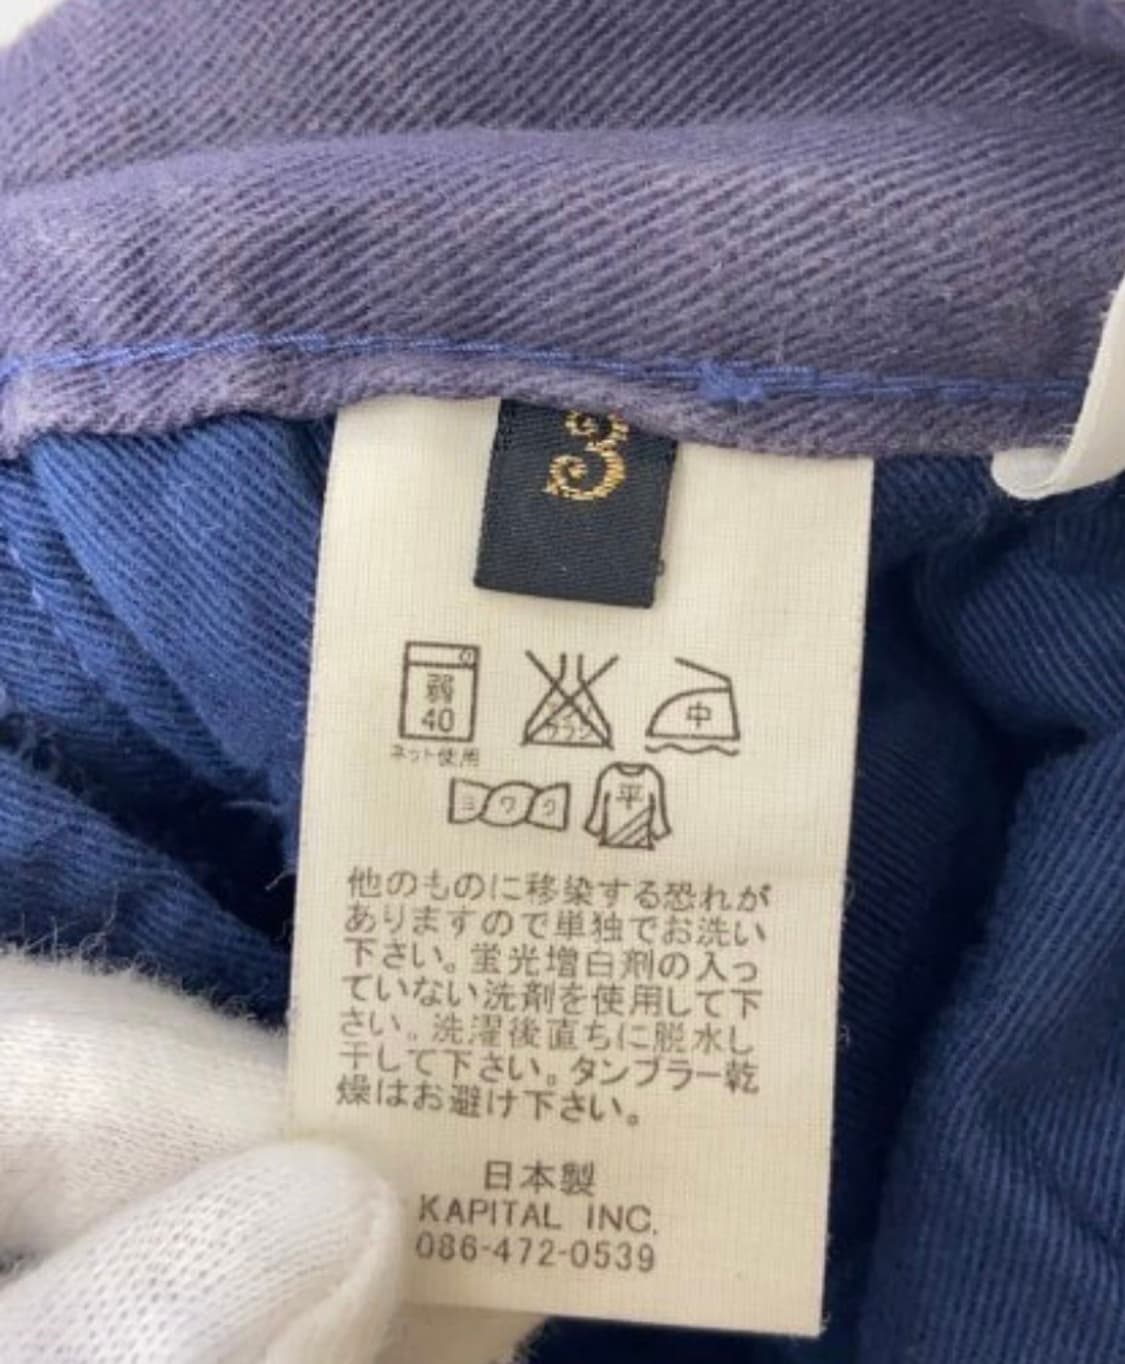 3
弱
40
ネット使用
中
ヨワク
平
他のものに移染する恐れが
ありますので単独でお洗い
下さい。蛍光増白剤の入っ
ていない洗剤を使用して下
さい。洗濯後直ちに脱水し
干して下さい。タンブラー乾
燥はお避け下さい。
日本製
KAPITAL INC.
086-472-0539